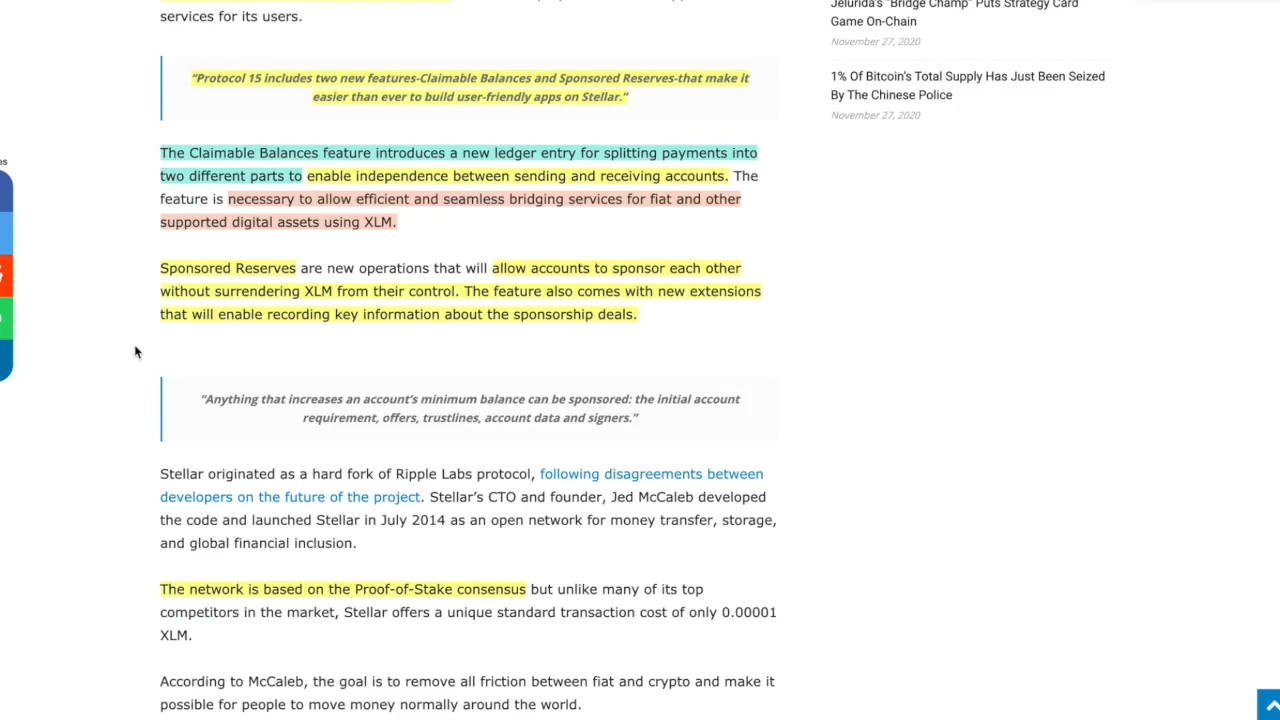 services for its users.
“Protocol 15 includes two new features-Claimable Balances and Sponsored Reserves-that make it
easier than ever to build user-friendly apps on Stellar.”
The Claimable Balances feature introduces a new ledger entry for splitting payments into
two different parts to enable independence between sending and receiving accounts. The
feature is necessary to allow efficient and seamless bridging services for fiat and other
supported digital assets using XLM.
Sponsored Reserves are new operations that will allow accounts to sponsor each other
without surrendering XLM from their control. The feature also comes with new extensions
that will enable recording key information about the sponsorship deals.
“Anything that increases an account’s minimum balance can be sponsored: the initial account
requirement, offers, trustlines, account data and signers.”
Stellar originated as a hard fork of Ripple Labs protocol, following disagreements between
developers on the future of the project. Stellar’s CTO and founder, Jed McCaleb developed
the code and launched Stellar in July 2014 as an open network for money transfer, storage,
and global financial inclusion.
The network is based on the Proof-of-Stake consensus but unlike many of its top
competitors in the market, Stellar offers a unique standard transaction cost of only 0.00001
XLM.
According to McCaleb, the goal is to remove all friction between fiat and crypto and make it
possible for people to move money normally around the world.
Jelurida’s “Bridge Champ” Puts Strategy Card
Game On-Chain
November 27, 2020
1% Of Bitcoin’s Total Supply Has Just Been Seized
By The Chinese Police
November 27, 2020